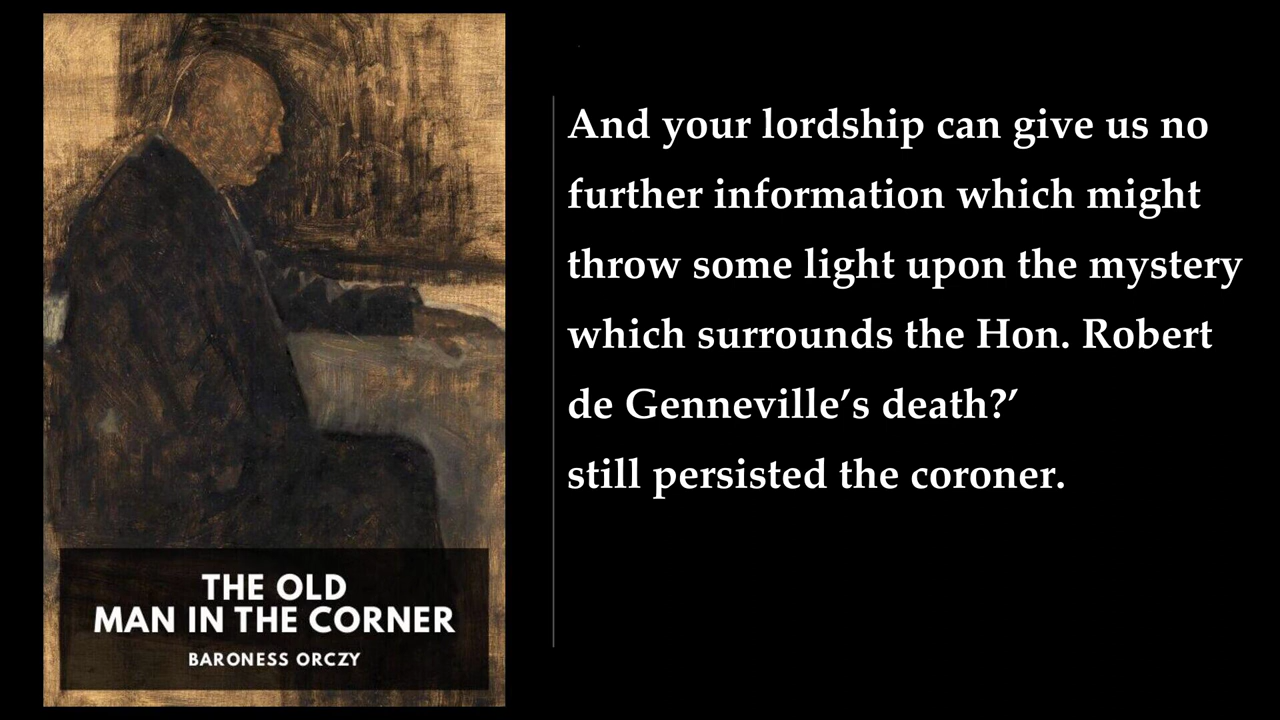 THE OLD
MAN IN THE CORNER
BARONESS ORCZY
And your lordship can give us no
further information which might
throw some light upon the mystery
which surrounds the Hon. Robert
de Genneville’s death?’
still persisted the coroner.